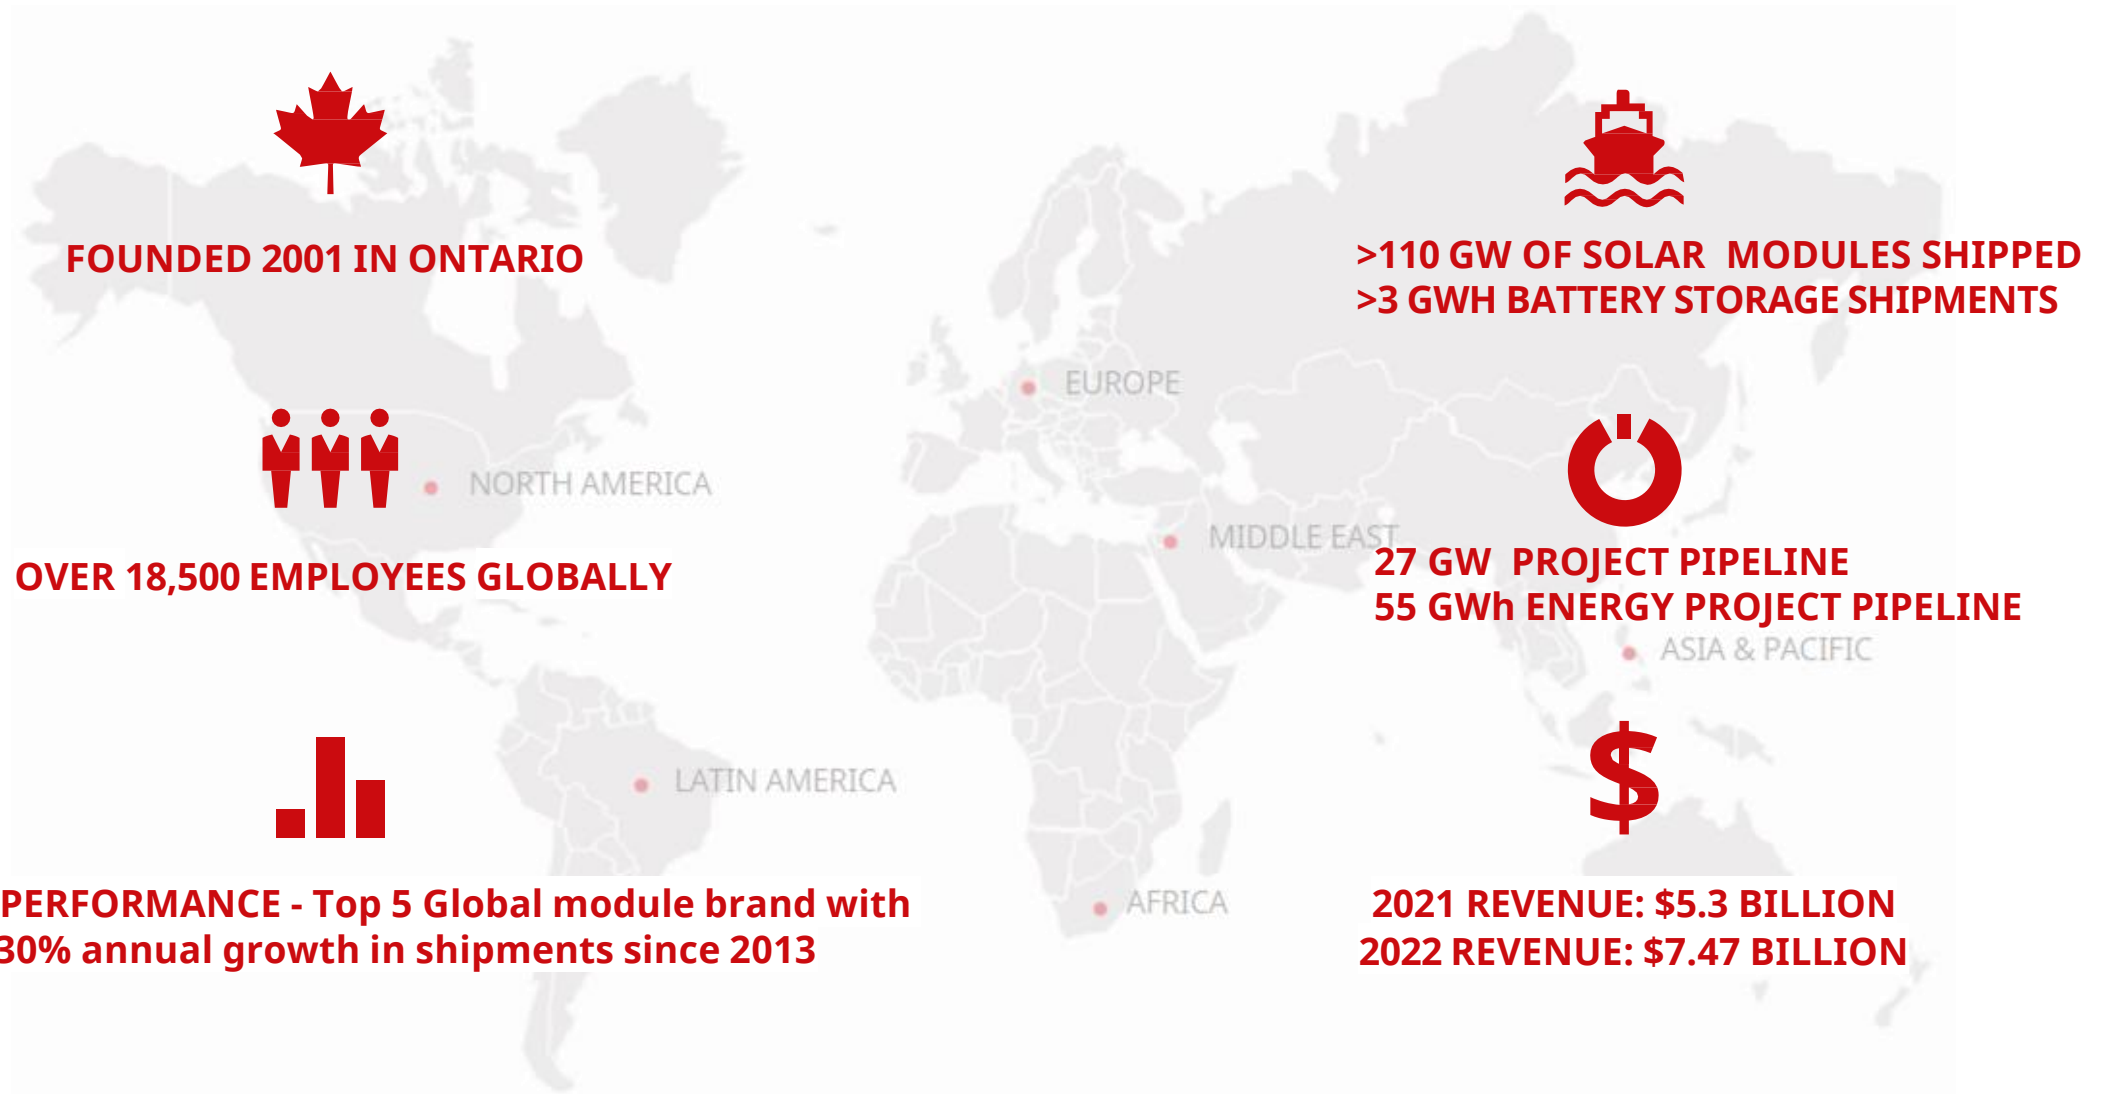 FOUNDED 2001 IN ONTARIO
>110 GW OF SOLAR MODULES SHIPPED
>3 GWH BATTERY STORAGE SHIPMENTS
EUROPE
NORTH AMERICA
OVER 18,500 EMPLOYEES GLOBALLY
MIDDLE EAST
27 GW PROJECT PIPELINE
55 GWh ENERGY PROJECT PIPELINE
ASIA & PACIFIC
LATIN AMERICA
PERFORMANCE - Top 5 Global module brand with
30% annual growth in shipments since 2013
AFRICA
2021 REVENUE: $5.3 BILLION
2022 REVENUE: $7.47 BILLION